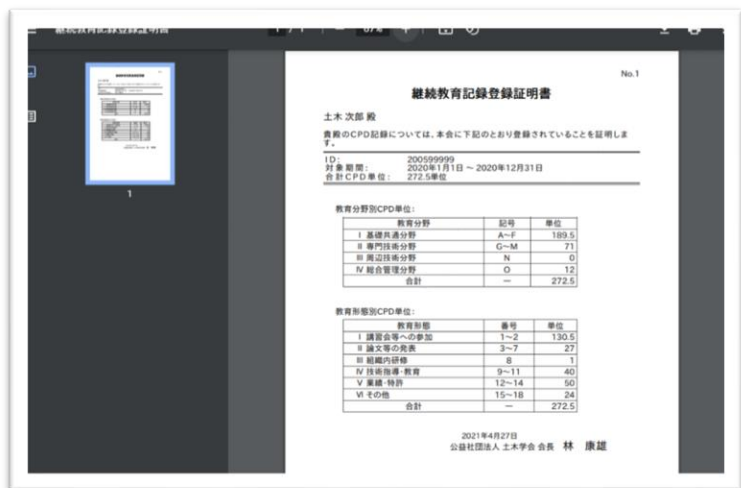 継続教育記録登録証明書
1 / 1
67%
1
No.1
継続教育記録登録証明書
土木 次郎 殿
貴殿のCPD記録については、本会に下記のとおり登録されていることを証明しま
す。
ID: 200599999
対象期間: 2020年1月1日 ～ 2020年12月31日
合計CPD単位: 272.5単位
教育分野別CPD単位:
教育分野 記号 単位
Ⅰ 基礎共通分野 A～F 189.5
Ⅱ 専門技術分野 G～M 71
Ⅲ 周辺技術分野 N 0
Ⅳ 総合管理分野 O 12
合計 － 272.5
教育形態別CPD単位:
教育形態 番号 単位
Ⅰ 講習会等への参加 1～2 130.5
Ⅱ 論文等の発表 3～7 27
Ⅲ 組織内研修 8 1
Ⅳ 技術指導・教育 9～11 40
Ⅴ 業績・特許 12～14 50
Ⅵ その他 15～18 24
合計 － 272.5
2021年4月27日
公益社団法人 土木学会 会長 林 康雄